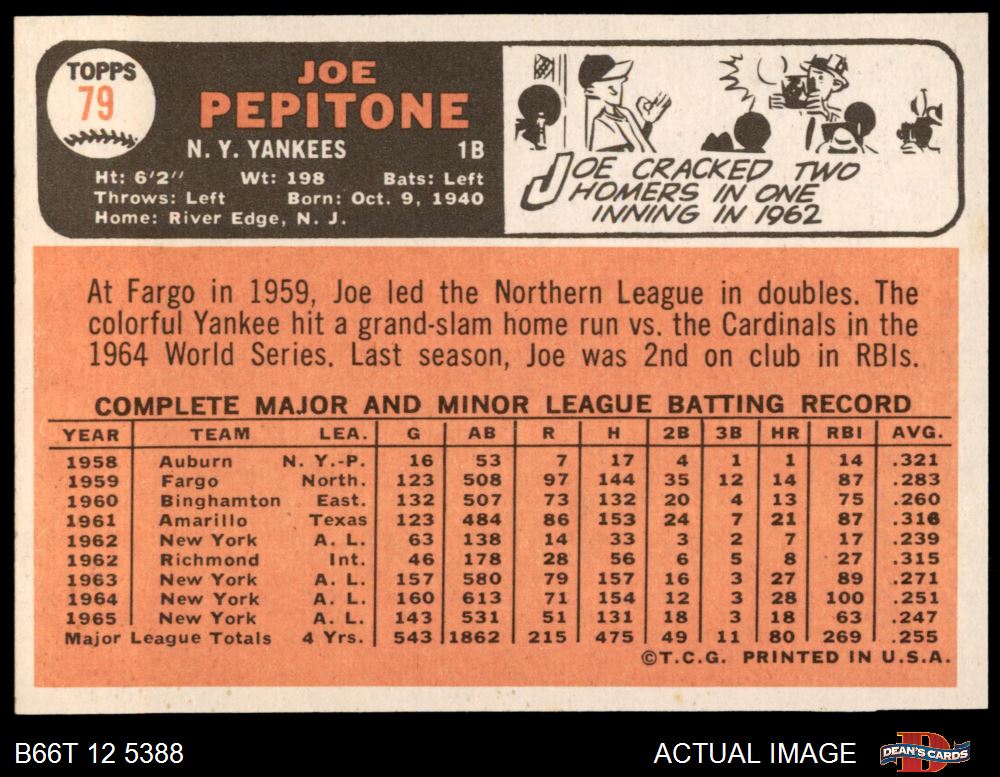 TOPPS
79
JOE
PEPITONE
N. Y. YANKEES 1B
Ht: 6'2" Wt: 198 Bats: Left
Throws: Left Born: Oct. 9, 1940
Home: River Edge, N. J.
JOE CRACKED TWO
HOMERS IN ONE
INNING IN 1962
At Fargo in 1959, Joe led the Northern League in doubles. The
colorful Yankee hit a grand-slam home run vs. the Cardinals in the
1964 World Series. Last season, Joe was 2nd on club in RBIs.
COMPLETE MAJOR AND MINOR LEAGUE BATTING RECORD
YEAR TEAM LEA. G AB R H 2B 3B HR RBI AVG.
1958 Auburn N. Y.-P. 16 53 7 17 4 1 1 14 .321
1959 Fargo North. 123 508 97 144 35 12 14 87 .283
1960 Binghamton East. 132 507 73 132 20 4 13 75 .260
1961 Amarillo Texas 123 484 86 153 24 7 21 87 .316
1962 New York A. L. 63 138 14 33 3 2 7 17 .239
1962 Richmond Int. 46 178 28 56 6 5 8 27 .315
1963 New York A. L. 157 580 79 157 16 3 27 89 .271
1964 New York A. L. 160 613 71 154 12 3 28 100 .251
1965 New York A. L. 143 531 51 131 18 3 18 63 .247
Major League Totals 4 Yrs. 543 1862 215 475 49 11 80 269 .255
©T.C.G. PRINTED IN U.S.A.
B66T 12 5388 ACTUAL IMAGE
DEAN'S CARDS